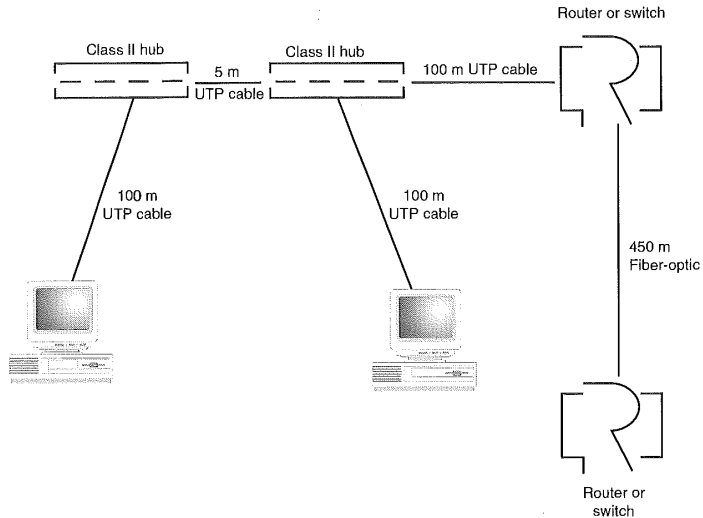 Router or switch
Class II hub
Class II hub
5 m
UTP cable
100 m UTP cable
100 m
UTP cable
100 m
UTP cable
450 m
Fiber-optic
Router or
switch